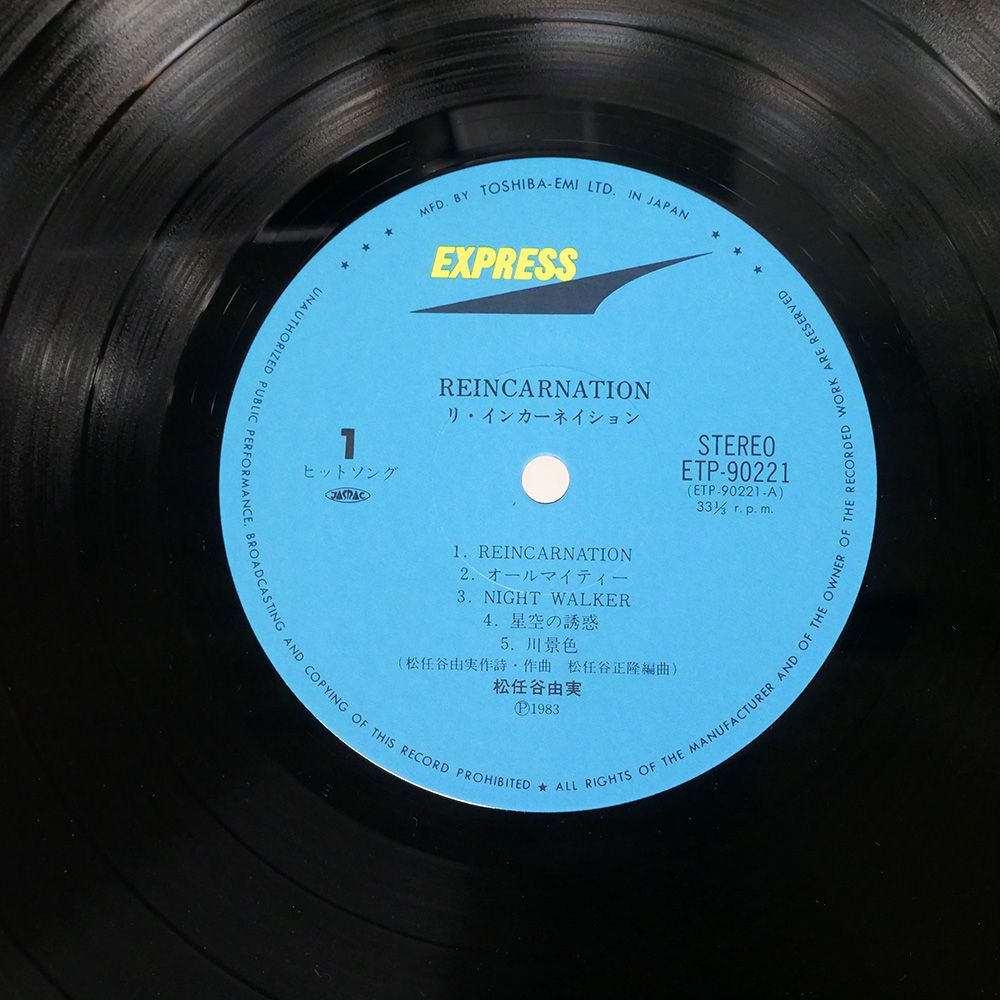 MFD. BY TOSHIBA-EMI LTD. IN JAPAN
EXPRESS
REINCARNATION
リ・インカーネイション
1
ヒットソング
JASRAC
STEREO
ETP-90221
(ETP-90221-A)
33⅓ r.p.m.
1. REINCARNATION
2. オールマイティー
3. NIGHT WALKER
4. 星空の誘惑
5. 川景色
(松任谷由実作詩・作曲 松任谷正隆編曲)
松任谷由実
Ⓟ1983
UNAUTHORIZED PUBLIC PERFORMANCE, BROADCASTING AND COPYING OF THIS RECORD PROHIBITED ★ ALL RIGHTS OF THE MANUFACTURER AND OF THE OWNER OF THE RECORDED WORK ARE RESERVED